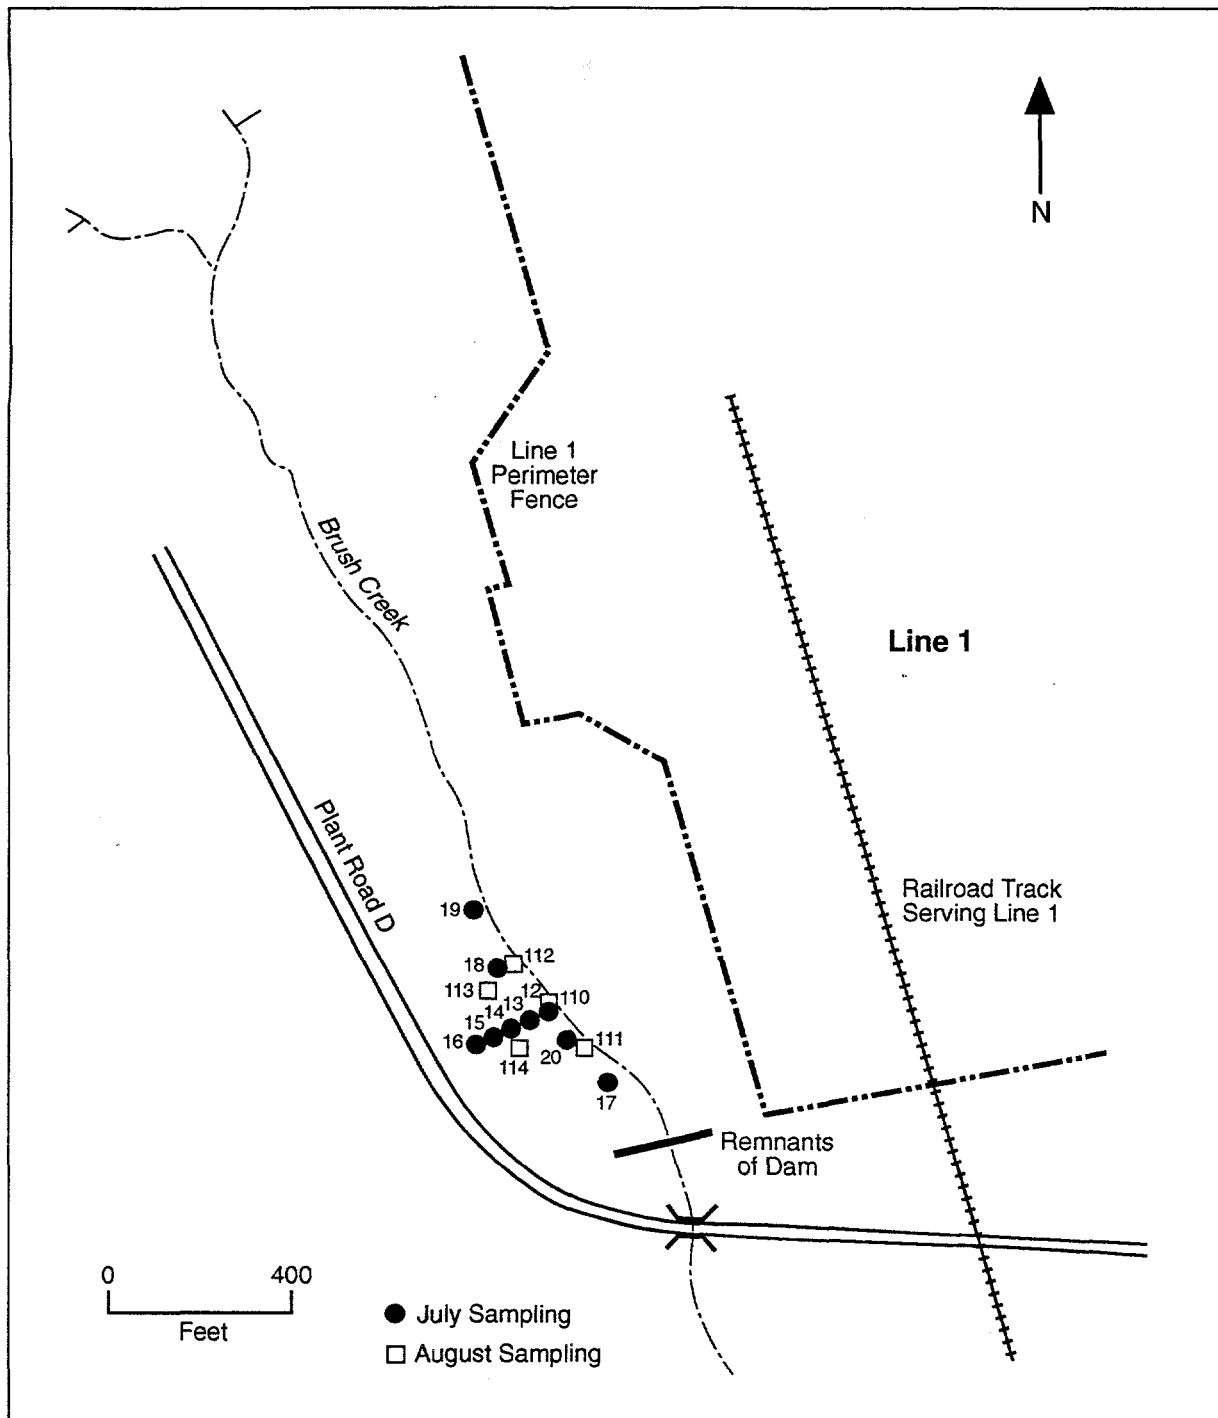 N
Line 1
Perimeter
Fence
Brush Creek
Line 1
Plant Road D
Railroad Track
Serving Line 1
19
112
18
113
12
110
13
14
15
16
114
20
111
17
Remnants
of Dam
0 400
Feet
July Sampling
August Sampling